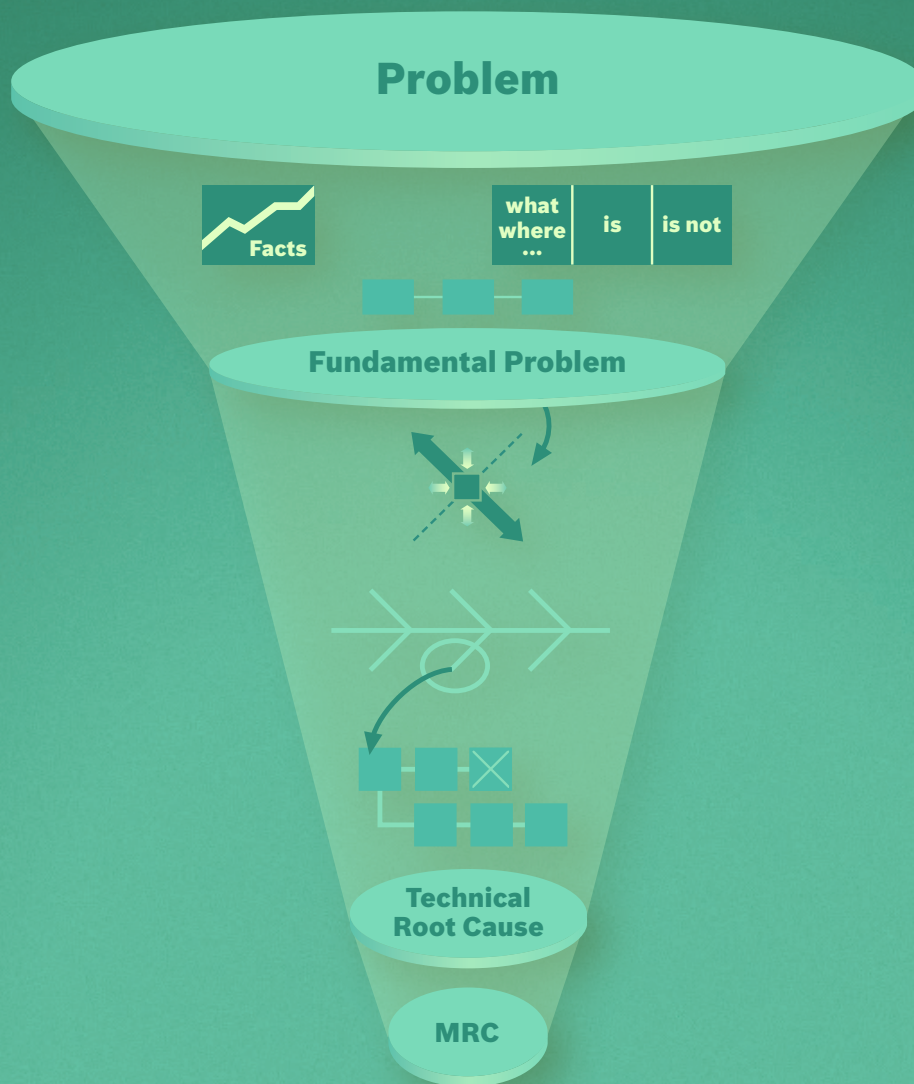 Problem
Facts
what
where
...
is
is not
Fundamental Problem
Technical
Root Cause
MRC